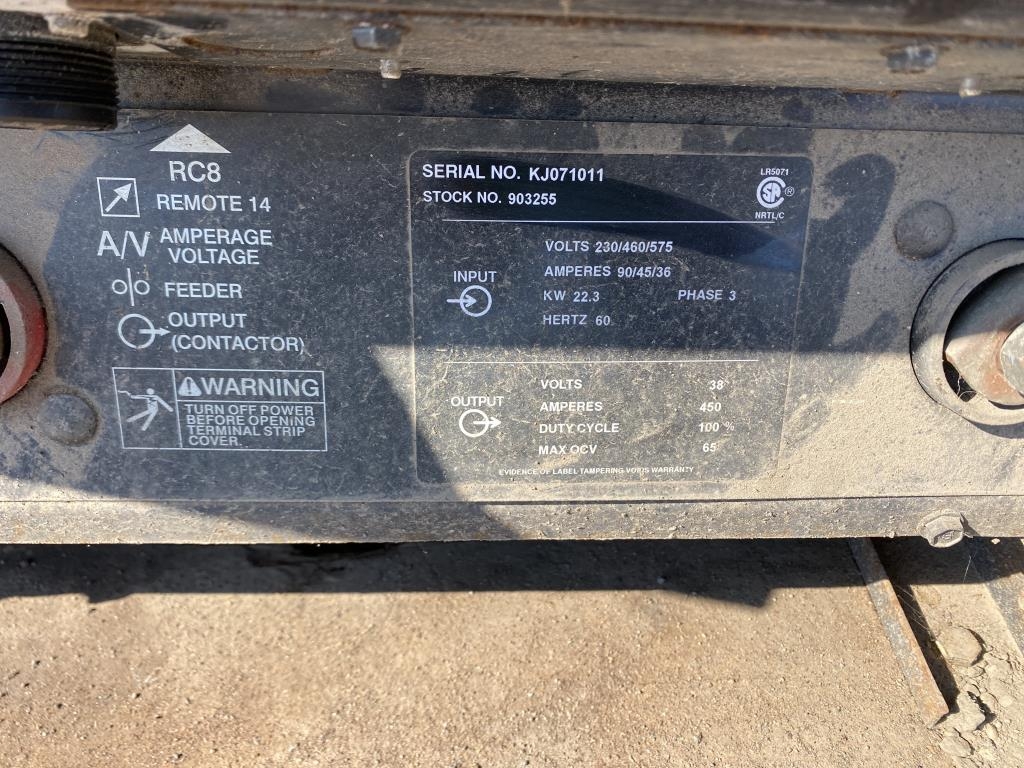 RC8
REMOTE 14
A/V AMPERAGE
VOLTAGE
FEEDER
OUTPUT
(CONTACTOR)
WARNING
TURN OFF POWER
BEFORE OPENING
TERMINAL STRIP
COVER.
SERIAL NO. KJ071011
STOCK NO. 903255
LR5071
SA ®
NRTL/C
INPUT
VOLTS 230/460/575
AMPERES 90/45/36
KW 22.3 PHASE 3
HERTZ 60
OUTPUT
VOLTS 38
AMPERES 450
DUTY CYCLE 100 %
MAX OCV 65
EVIDENCE OF LABEL TAMPERING VOIDS WARRANTY